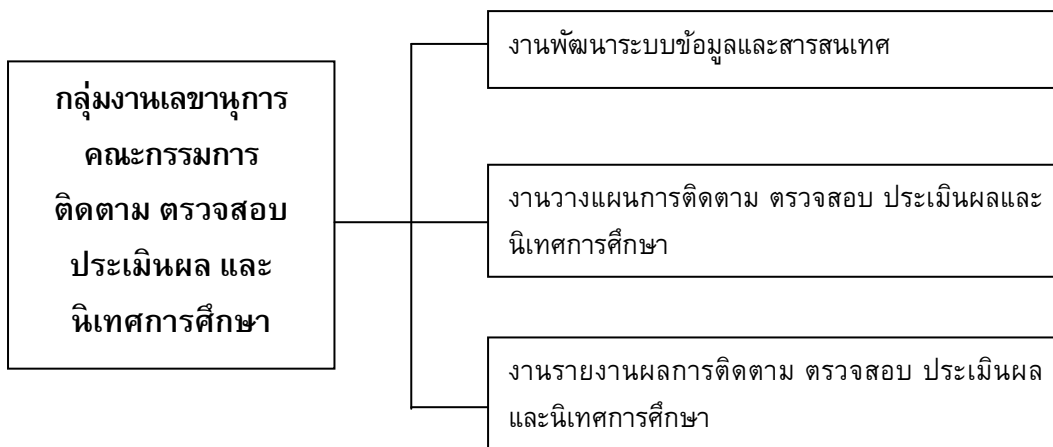 กลุ่มงานเลขานุการ
คณะกรรมการ
ติดตาม ตรวจสอบ
ประเมินผล และ
นิเทศการศึกษา
งานพัฒนาระบบข้อมูลและสารสนเทศ
งานวางแผนการติดตาม ตรวจสอบ ประเมินผลและ
นิเทศการศึกษา
งานรายงานผลการติดตาม ตรวจสอบ ประเมินผล
และนิเทศการศึกษา